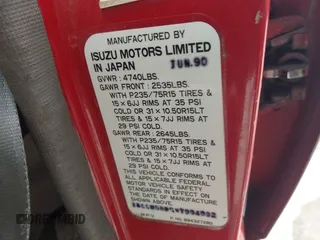 MANUFACTURED BY
ISUZU MOTORS LIMITED
IN JAPAN JUN.90
GVWR : 4740LBS.
GAWR FRONT : 2535LBS.
WITH P235/75R15 TIRES &
15 × 6JJ RIMS AT 35 PSI
COLD OR 31 × 10.50R15LT
TIRES & 15 × 7JJ RIMS AT
29 PSI COLD.
GAWR REAR : 2645LBS.
WITH P235/75R15 TIRES &
15 × 6JJ RIMS AT 35 PSI
COLD OR 31 × 10.50R15LT
TIRES & 15 × 7JJ RIMS AT
29 PSI COLD.
THIS VEHICLE CONFORMS TO
ALL APPLICABLE FEDERAL
MOTOR VEHICLE SAFETY
STANDARDS IN EFFECT ON
THE DATE OF MANUFACTURE
SHOWN ABOVE.
M.P.V.